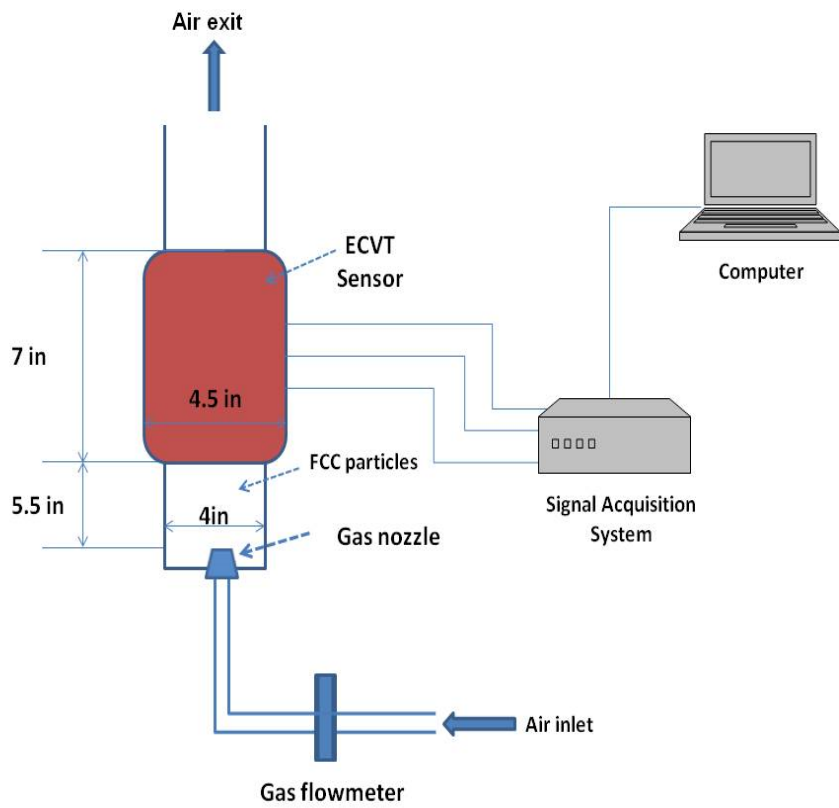 Air exit
ECVT
Sensor
Computer
7 in
4.5 in
FCC particles
5.5 in
4in
Gas nozzle
Signal Acquisition
System
Air inlet
Gas flowmeter